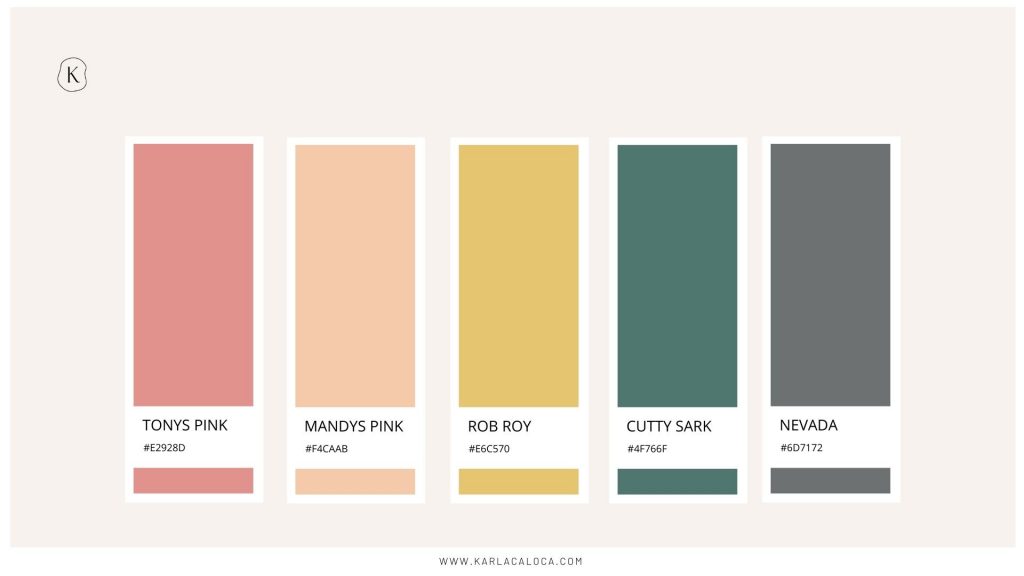 K
TONYS PINK
#E2928D
MANDYS PINK
#F4CAAB
ROB ROY
#E6C570
CUTTY SARK
#4F766F
NEVADA
#6D7172
WWW.KARLACALOCA.COM